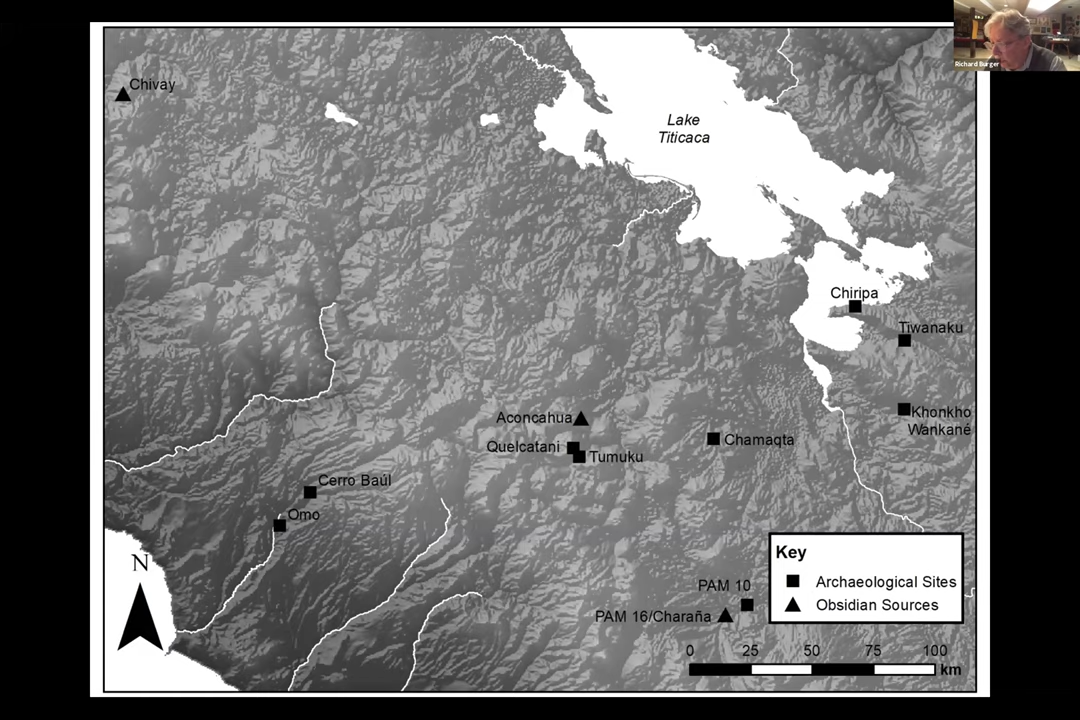 Richard Burger
Chivay
Lake
Titicaca
Chiripa
Tiwanaku
Khonkho
Wankané
Aconcahua
Quelcatani
Tumuku
Chamaqta
Cerro Baúl
Omo
N
PAM 10
PAM 16/Charaña
Key
Archaeological Sites
Obsidian Sources
0 25 50 75 100
km